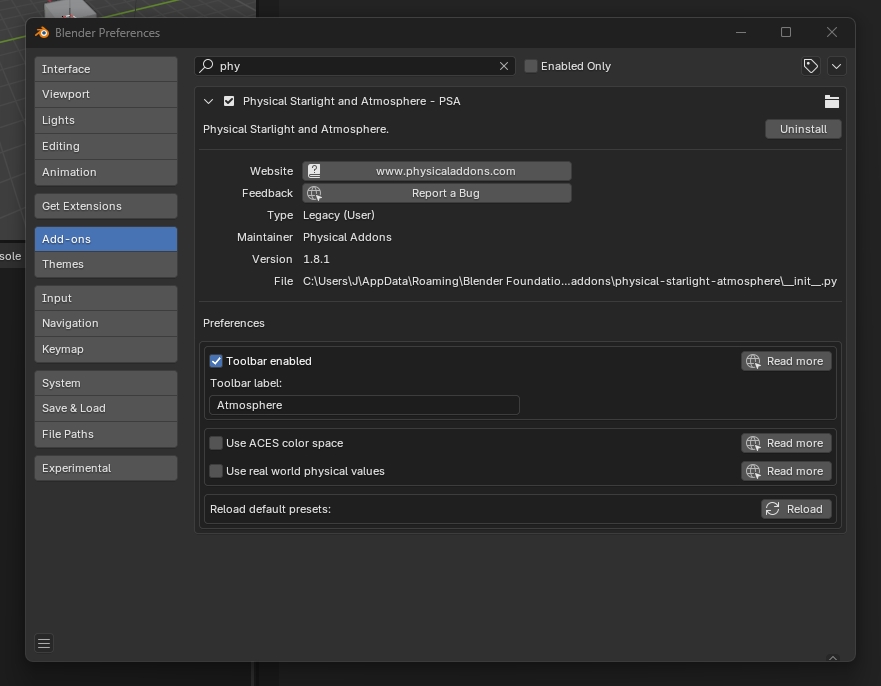 Blender Preferences
Interface
Viewport
Lights
Editing
Animation
Get Extensions
Add-ons
Themes
Input
Navigation
Keymap
System
Save & Load
File Paths
Experimental
sole
phy
Enabled Only
Physical Starlight and Atmosphere - PSA
Physical Starlight and Atmosphere.
Uninstall
Website www.physicaladdons.com
Feedback Report a Bug
Type Legacy (User)
Maintainer Physical Addons
Version 1.8.1
File C:\Users\J\AppData\Roaming\Blender Foundatio...addons\physical-starlight-atmosphere\__init__.py
Preferences
Toolbar enabled Read more
Toolbar label:
Atmosphere
Use ACES color space Read more
Use real world physical values Read more
Reload default presets: Reload